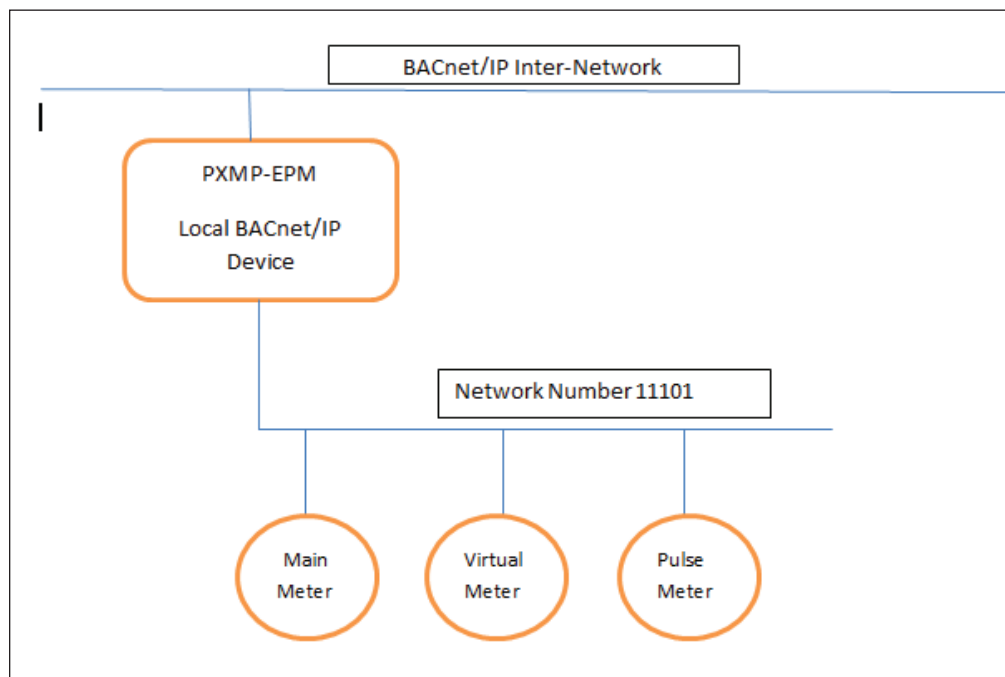 BACnet/IP Inter-Network
PXMP-EPM
Local BACnet/IP
Device
Network Number 11101
Main
Meter
Virtual
Meter
Pulse
Meter